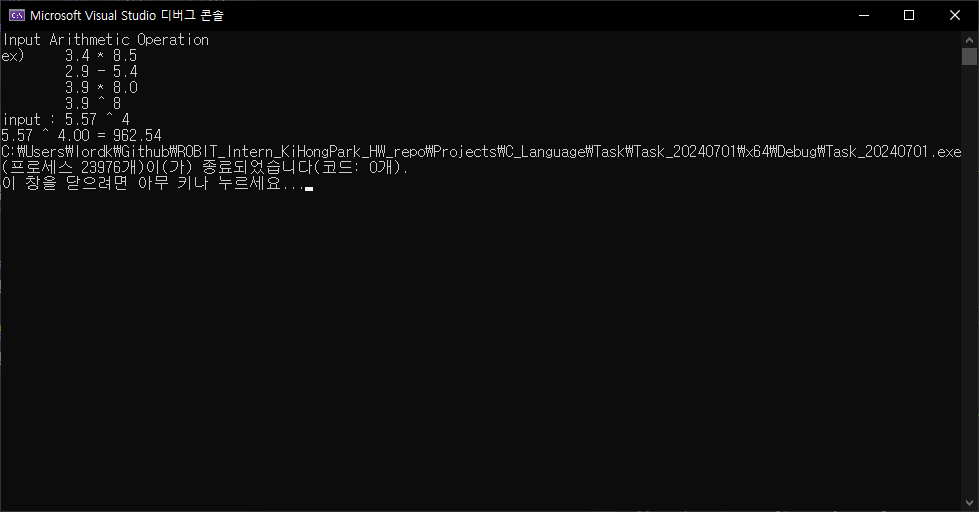 Microsoft Visual Studio 디버그 콘솔
Input Arithmetic Operation
ex) 3.4 * 8.5
2.9 - 5.4
3.9 * 8.0
3.9 ^ 8
input : 5.57 ^ 4
5.57 ^ 4.00 = 962.54
C:₩Users₩lordk₩Github₩ROBIT_Intern_KiHongPark_HW_repo₩Projects₩C_Language₩Task₩Task_20240701₩x64₩Debug₩Task_20240701.exe
(프로세스 23976개)이(가) 종료되었습니다(코드: 0개).
이 창을 닫으려면 아무 키나 누르세요...